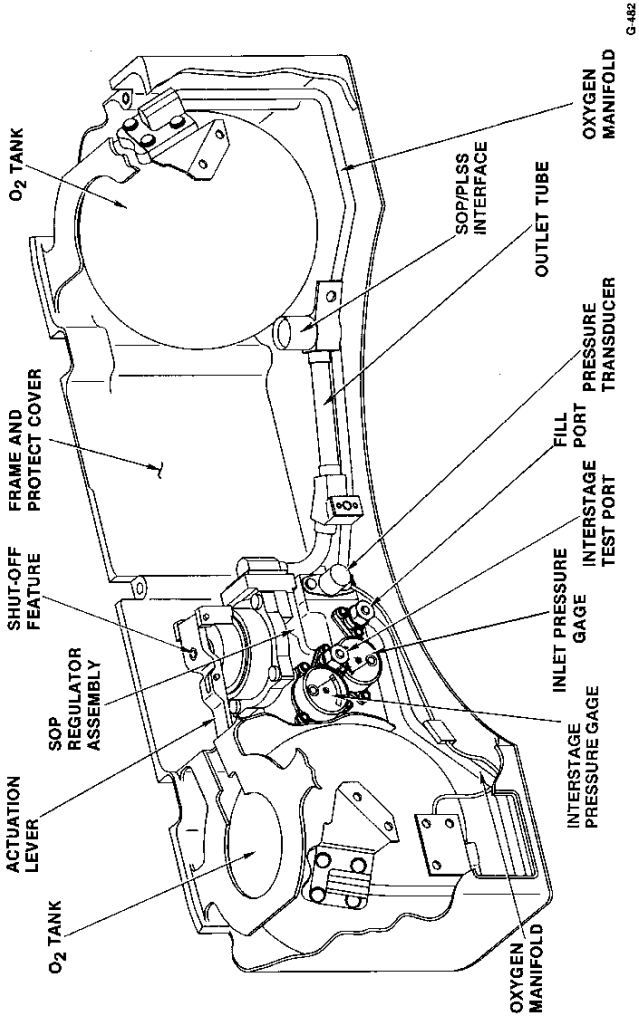 ACTUATION
LEVER
O2 TANK
SOP
REGULATOR
ASSEMBLY
SHUT-OFF
FEATURE
FRAME AND
PROTECT COVER
O2 TANK
OXYGEN
MANIFOLD
INTERSTAGE
PRESSURE GAGE
INLET PRESSURE
GAGE
INTERSTAGE
TEST PORT
FILL
PORT
PRESSURE
TRANSDUCER
OUTLET TUBE
SOP/PLSS
INTERFACE
OXYGEN
MANIFOLD
G-482